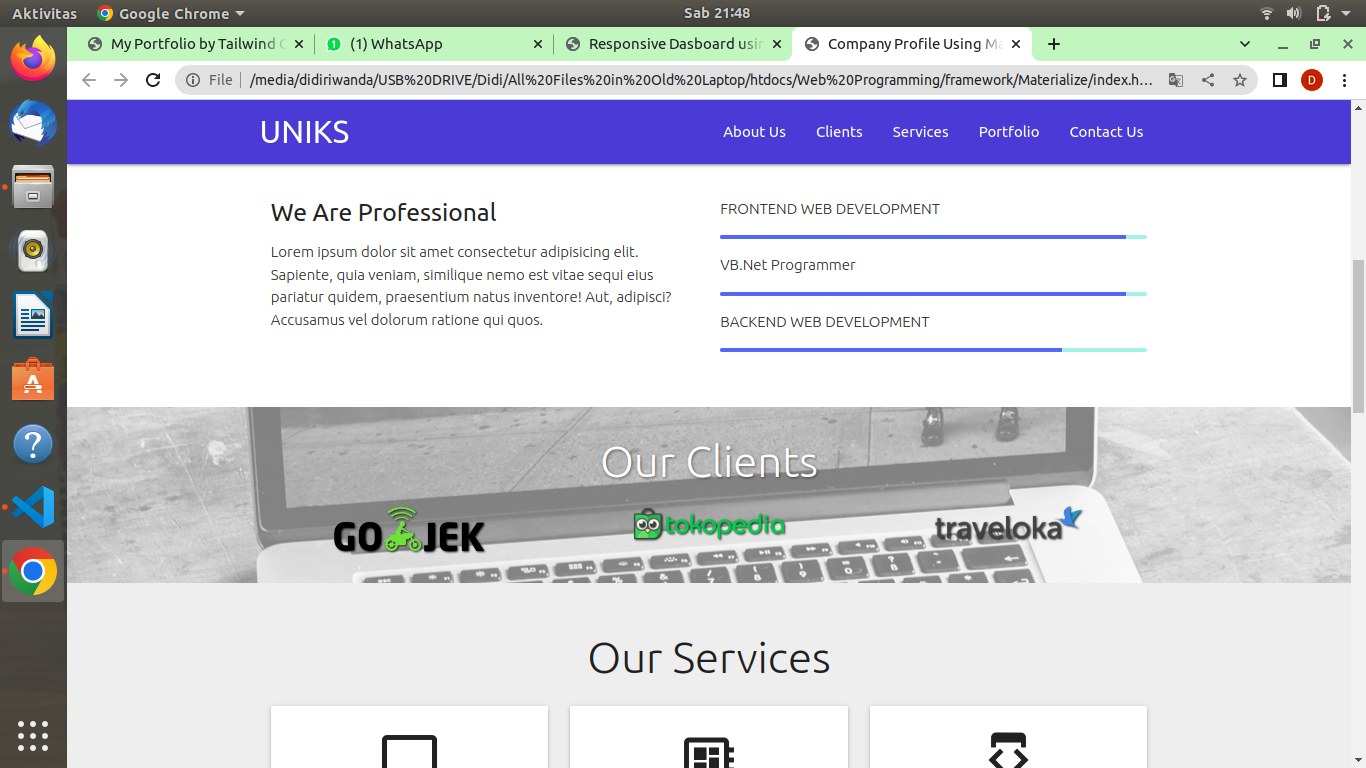 Aktivitas
Google Chrome
Sab 21:48
My Portfolio by Tailwind C
(1) WhatsApp
Responsive Dasboard usin
Company Profile Using Ma
File
/media/didiriwanda/USB%20DRIVE/Didi/All%20Files%20in%20Old%20Laptop/htdocs/Web%20Programming/framework/Materialize/index.h…
D
UNIKS
About Us
Clients
Services
Portfolio
Contact Us
We Are Professional
Lorem ipsum dolor sit amet consectetur adipisicing elit.
Sapiente, quia veniam, similique nemo est vitae sequi eius
pariatur quidem, praesentium natus inventore! Aut, adipisci?
Accusamus vel dolorum ratione qui quos.
FRONTEND WEB DEVELOPMENT
VB.Net Programmer
BACKEND WEB DEVELOPMENT
Our Clients
GOJEK
tokopedia
traveloka
Our Services